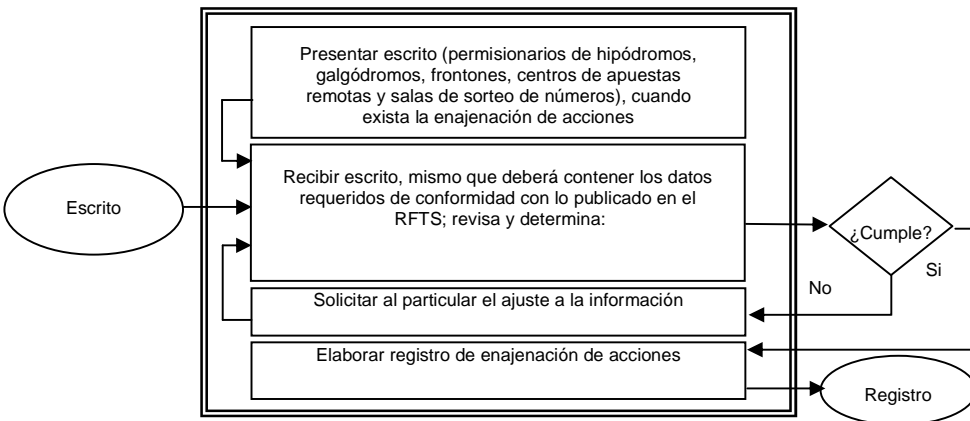 Presentar escrito (permisionarios de hipódromos,
galgódromos, frontones, centros de apuestas
remotas y salas de sorteo de números), cuando
exista la enajenación de acciones
Escrito
Recibir escrito, mismo que deberá contener los datos
requeridos de conformidad con lo publicado en el
RFTS; revisa y determina:
¿Cumple?
Si
No
Solicitar al particular el ajuste a la información
Elaborar registro de enajenación de acciones
Registro